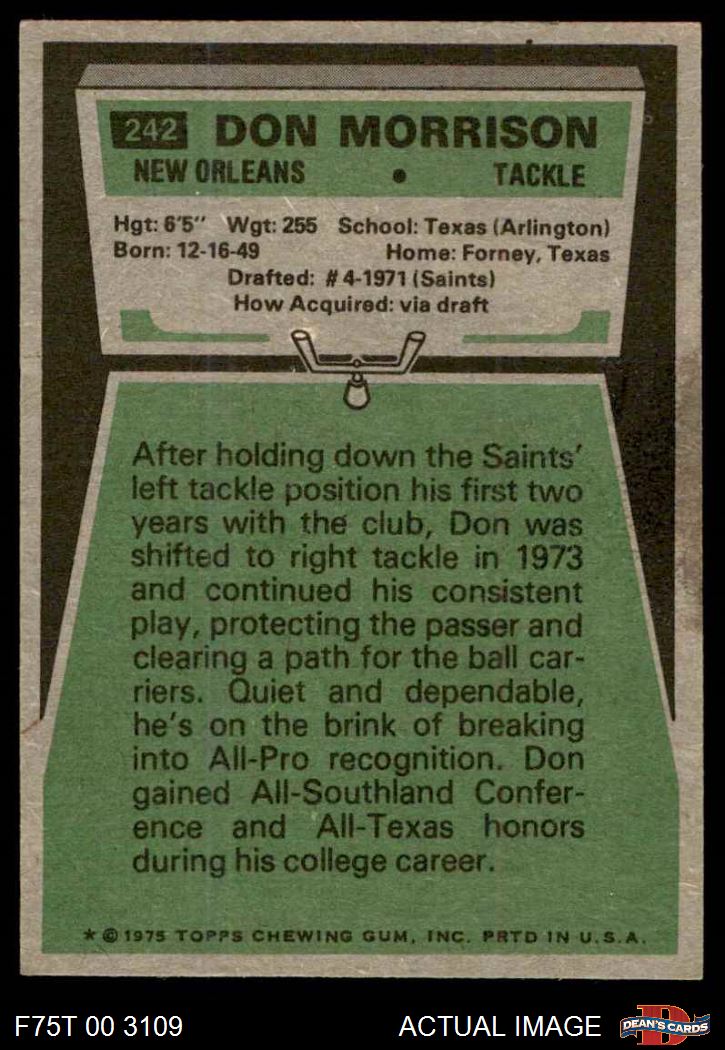 242 DON MORRISON
NEW ORLEANS • TACKLE
Hgt: 6'5" Wgt: 255 School: Texas (Arlington)
Born: 12-16-49 Home: Forney, Texas
Drafted: #4-1971 (Saints)
How Acquired: via draft
After holding down the Saints'
left tackle position his first two
years with the club, Don was
shifted to right tackle in 1973
and continued his consistent
play, protecting the passer and
clearing a path for the ball car-
riers. Quiet and dependable,
he's on the brink of breaking
into All-Pro recognition. Don
gained All-Southland Confer-
ence and All-Texas honors
during his college career.
* © 1975 TOPPS CHEWING GUM, INC. PRTD IN U.S.A.
F75T 00 3109 ACTUAL IMAGE D DEAN'S CARDS